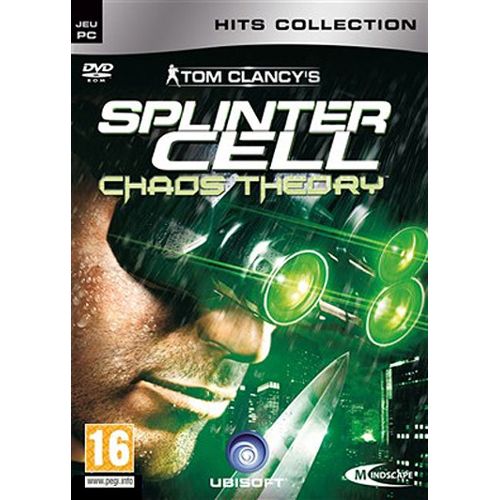 JEU
PC
HITS COLLECTION
DVD
ROM
TOM CLANCY'S
SPLINTER
CELL
CHAOS THEORY
16
www.pegi.info
UBISOFT
MINDSCAPE